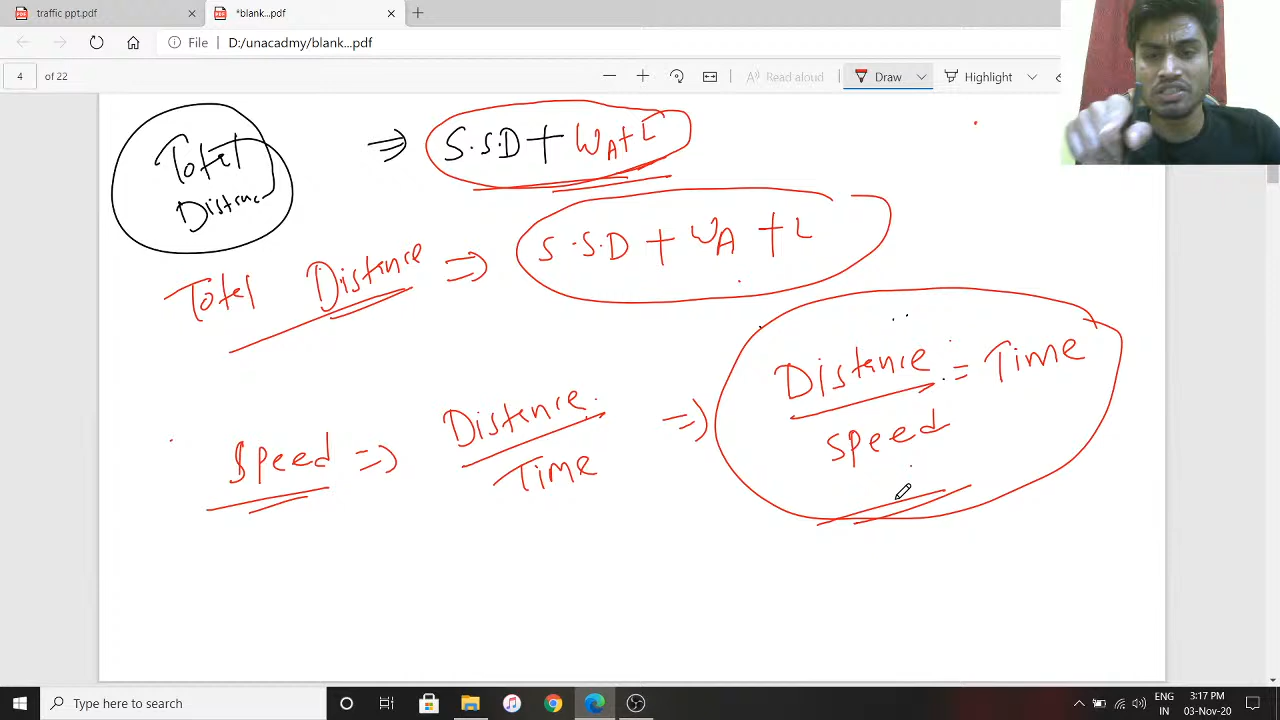 traffic ppt.pdf
*blank...pdf
File D:/unacadmy/blank...pdf
4 of 22
Read aloud
Draw
Highlight
Total Distance ⇒ S.S.D + WA + L
Total Distance ⇒ S.S.D + WA + L
Speed ⇒ Distance / Time ⇒ Distance / Speed = Time
Type here to search
ENG
IN
3:17 PM
03-Nov-20